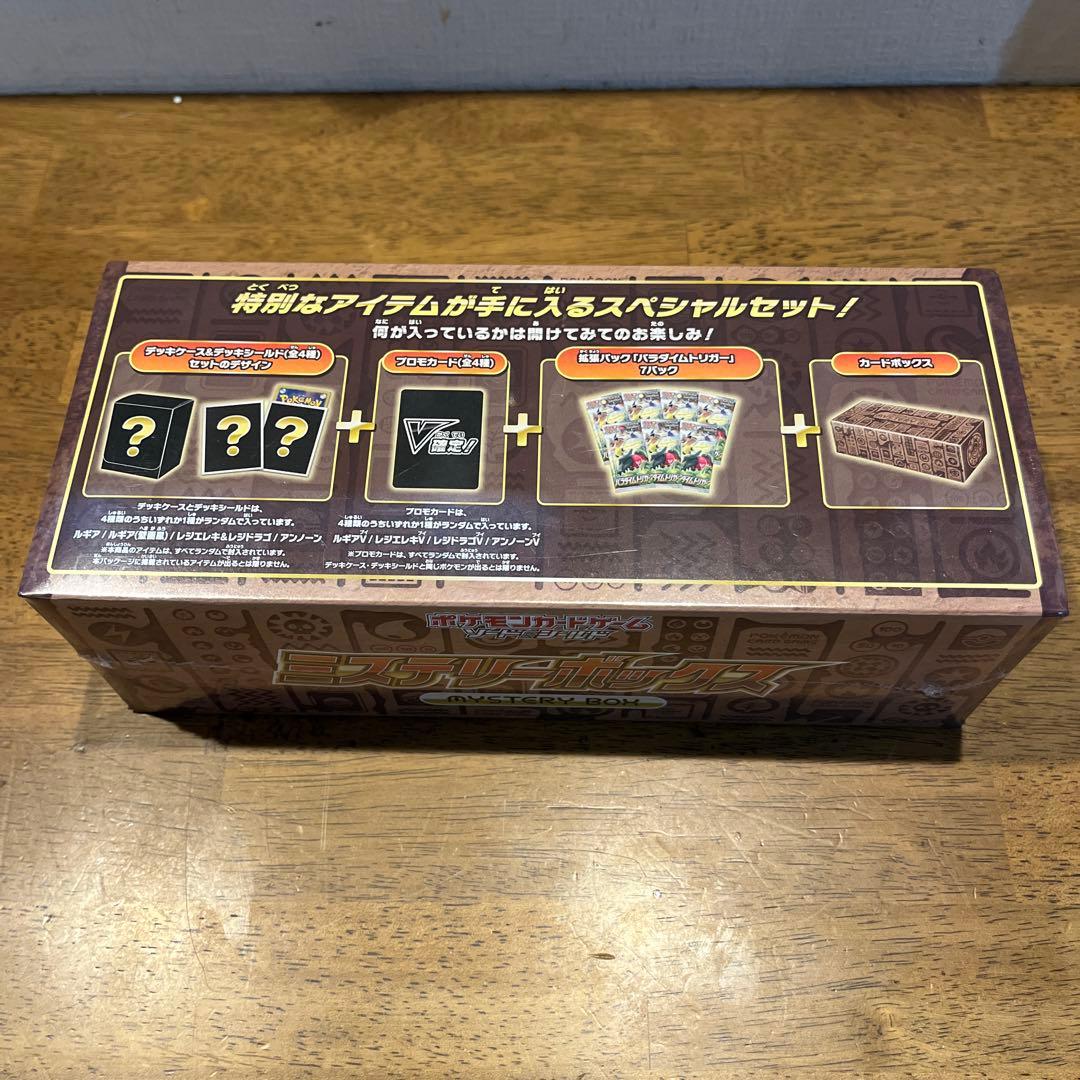 特別なアイテムが手に入るスペシャルセット!
何が入っているかは開けてみてのお楽しみ!
デッキケース&デッキシールド(全4種)
セットのデザイン
プロモカード(全4種)
拡張パック「パラダイムトリガー」
7パック
カードボックス
?
?
?
Pokémon
V
確定!
パラダイムトリガー
デッキケースとデッキシールドは、
4種類のうちいずれか1種がランダムで入っています。
ルギア/ルギア(壁画風)/レジエレキ&レジドラゴ/アンノーン
※本商品のアイテムは、すべてランダムで封入されています。
本パッケージに掲載されているアイテムが出るとは限りません。
プロモカードは、
4種類のうちいずれか1種がランダムで入っています。
ルギアV/レジエレキV/レジドラゴV/アンノーンV
※プロモカードは、すべてランダムで封入されています。
デッキケース・デッキシールドと同じポケモンが出るとは限りません。
ポケモンカードゲーム
ソード&シールド
ミステリーボックス
MYSTERY BOX
POKÉMON
CARD GAME